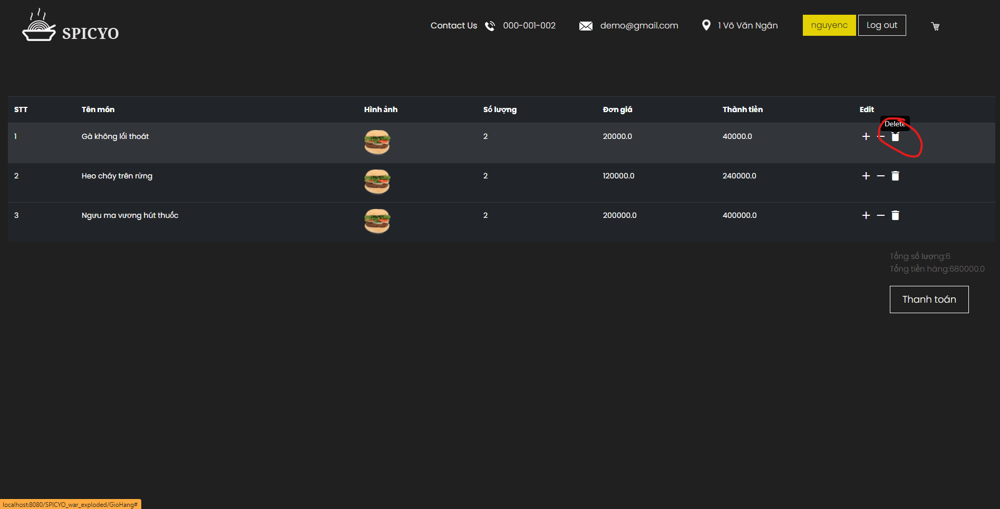 SPICYO
Contact Us 000-001-002 demo@gmail.com 1 Võ Văn Ngân nguyenc Log out
STT Tên món Hình ảnh Số lượng Đơn giá Thành tiền Edit
Delete
1 Gà không lối thoát 2 20000.0 40000.0
2 Heo cháy trên rừng 2 120000.0 240000.0
3 Ngưu ma vương hút thuốc 2 200000.0 400000.0
Tổng số lượng:6
Tổng tiền hàng:680000.0
Thanh toán
localhost:8080/SPICYO_war_exploded/GioHang#